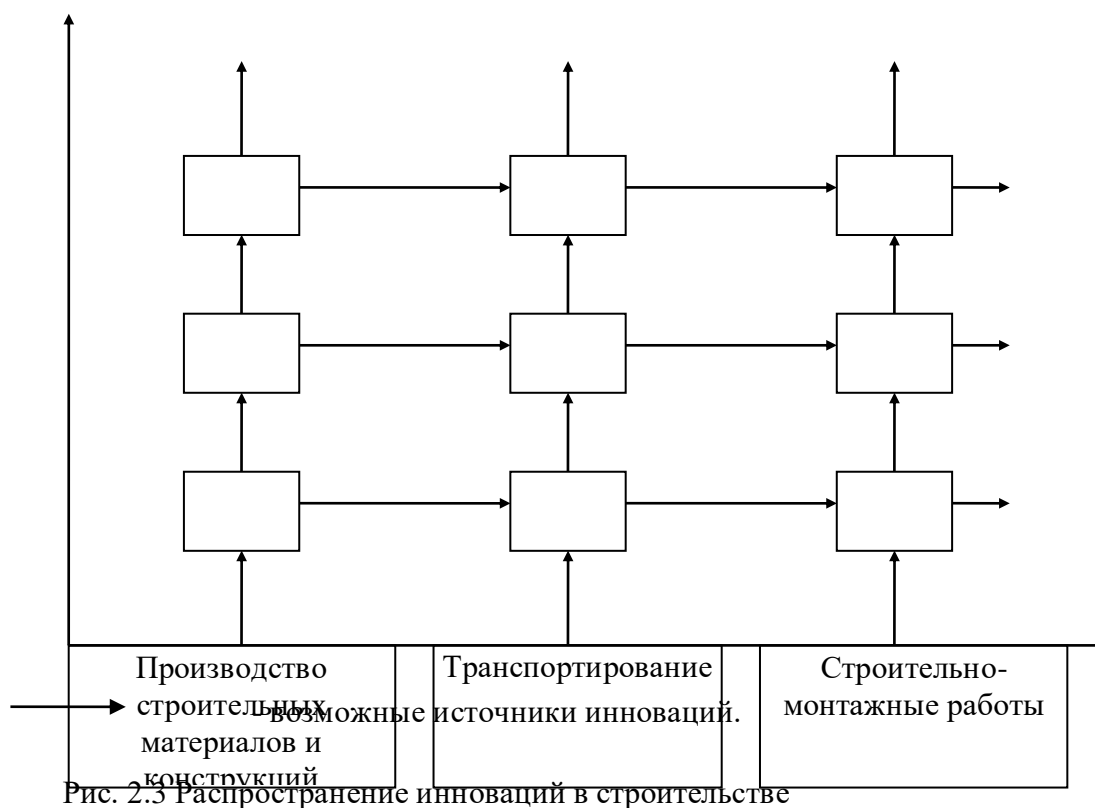 Производство
строительных
материалов и
конструкций
Транспортирование
Строительно-
монтажные работы
- возможные источники инноваций.
Рис. 2.3 Распространение инноваций в строительстве